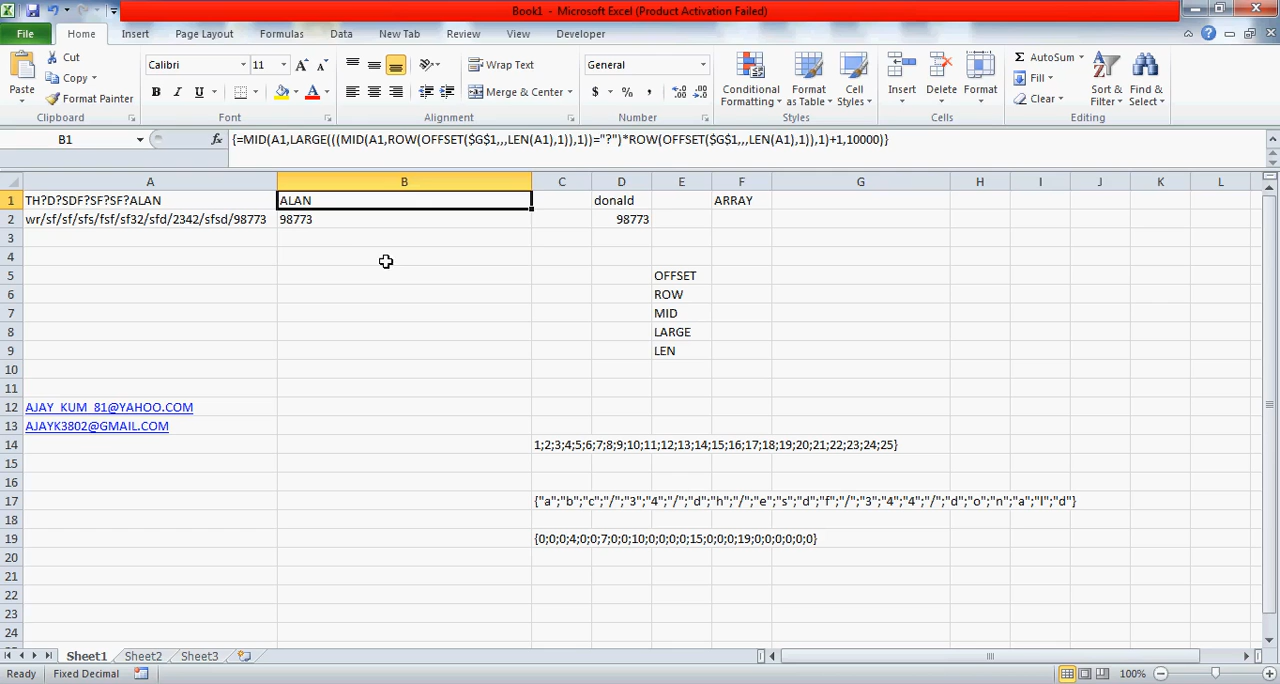 Book1 - Microsoft Excel (Product Activation Failed)
File Home Insert Page Layout Formulas Data New Tab Review View Developer
Paste
Cut
Copy
Format Painter
Clipboard
Calibri 11
B I U
Font
Wrap Text
Merge & Center
Alignment
General
$ % ,
Number
Conditional Formatting
Format as Table
Cell Styles
Styles
Insert Delete Format
Cells
Σ AutoSum
Fill
Clear
Sort & Filter
Find & Select
Editing
B1 fx {=MID(A1,LARGE(((MID(A1,ROW(OFFSET($G$1,,,LEN(A1),1)),1))="?")*ROW(OFFSET($G$1,,,LEN(A1),1)),1)+1,10000)}
A B C D E F G H I J K L
1 TH?D?SDF?SF?SF?ALAN ALAN donald ARRAY
2 wr/sf/sf/sfs/fsf/sf32/sfd/2342/sfsd/98773 98773 98773
3
4
5 OFFSET
6 ROW
7 MID
8 LARGE
9 LEN
10
11
12 AJAY_KUM_81@YAHOO.COM
13 AJAYK3802@GMAIL.COM
14 1;2;3;4;5;6;7;8;9;10;11;12;13;14;15;16;17;18;19;20;21;22;23;24;25}
15
16
17 {"a";"b";"c";"/";"3";"4";"/";"d";"h";"/";"e";"s";"d";"f";"/";"3";"4";"4";"/";"d";"o";"n";"a";"l";"d"}
18
19 {0;0;0;4;0;0;7;0;0;10;0;0;0;0;15;0;0;0;19;0;0;0;0;0;0}
20
21
22
23
24
Sheet1 Sheet2 Sheet3
Ready Fixed Decimal 100%